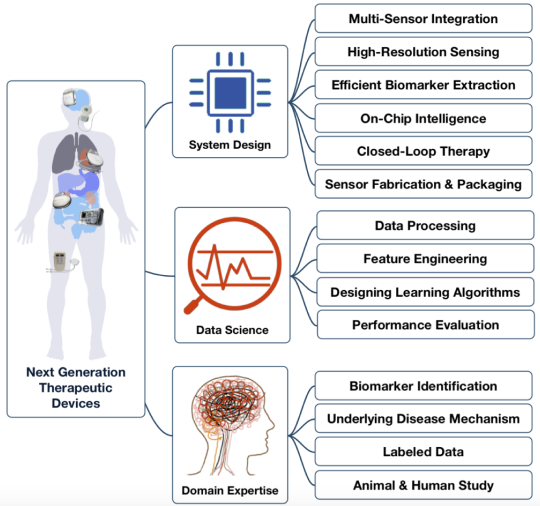 Next Generation
Therapeutic
Devices
System Design
Multi-Sensor Integration
High-Resolution Sensing
Efficient Biomarker Extraction
On-Chip Intelligence
Closed-Loop Therapy
Sensor Fabrication & Packaging
Data Science
Data Processing
Feature Engineering
Designing Learning Algorithms
Performance Evaluation
Domain Expertise
Biomarker Identification
Underlying Disease Mechanism
Labeled Data
Animal & Human Study